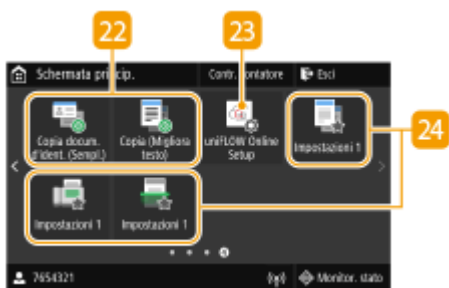 22
23
Schermata princip.
Contr. contatore
Esci
Copia docum.
d'ident. (Sempl.)
Copia (Migliora
testo)
uniFLOW Online
Setup
Impostazioni 1
24
Impostazioni 1
Impostazioni 1
7654321
Monitor. stato